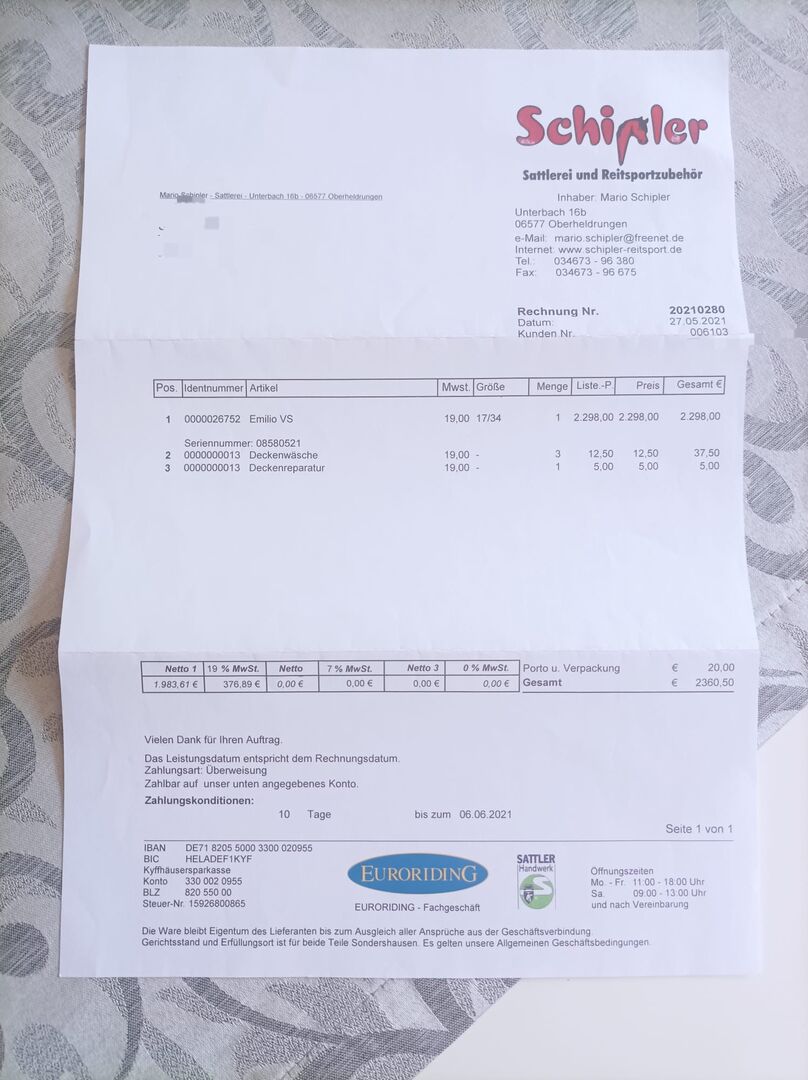 Schipler
Sattlerei und Reitsportzubehör
Mario Schipler - Sattlerei - Unterbach 16b - 06577 Oberheldrungen
Inhaber: Mario Schipler
Unterbach 16b
06577 Oberheldrungen
e-Mail: mario.schipler@freenet.de
Internet: www.schipler-reitsport.de
Tel.: 034673 - 96 380
Fax: 034673 - 96 675
Rechnung Nr. 20210280
Datum: 27.05.2021
Kunden Nr. 006103
Pos. Identnummer Artikel Mwst. Größe Menge Liste.-P. Preis Gesamt €
1 0000026752 Emilio VS 19,00 17/34 1 2.298,00 2.298,00 2.298,00
Seriennummer: 08580521
2 0000000013 Deckenwäsche 19,00 - 3 12,50 12,50 37,50
3 0000000013 Deckenreparatur 19,00 - 1 5,00 5,00 5,00
Netto 1 19 % MwSt. Netto 7 % MwSt. Netto 3 0 % MwSt. Porto u. Verpackung € 20,00
1.983,61 € 376,89 € 0,00 € 0,00 € 0,00 € 0,00 € Gesamt € 2360,50
Vielen Dank für Ihren Auftrag.
Das Leistungsdatum entspricht dem Rechnungsdatum.
Zahlungsart: Überweisung
Zahlbar auf unser unten angegebenes Konto.
Zahlungskonditionen:
10 Tage bis zum 06.06.2021
Seite 1 von 1
IBAN DE71 8205 5000 3300 020955
BIC HELADEF1KYF
Kyffhäusersparkasse
Konto 330 002 0955
BLZ 820 550 00
Steuer-Nr. 15926800865
EURORIDING
EURORIDING - Fachgeschäft
SATTLER
Handwerk
Öffnungszeiten
Mo. - Fr. 11:00 - 18:00 Uhr
Sa. 09:00 - 13:00 Uhr
und nach Vereinbarung
Die Ware bleibt Eigentum des Lieferanten bis zum Ausgleich aller Ansprüche aus der Geschäftsverbindung.
Gerichtsstand und Erfüllungsort ist für beide Teile Sondershausen. Es gelten unsere Allgemeinen Geschäftsbedingungen.